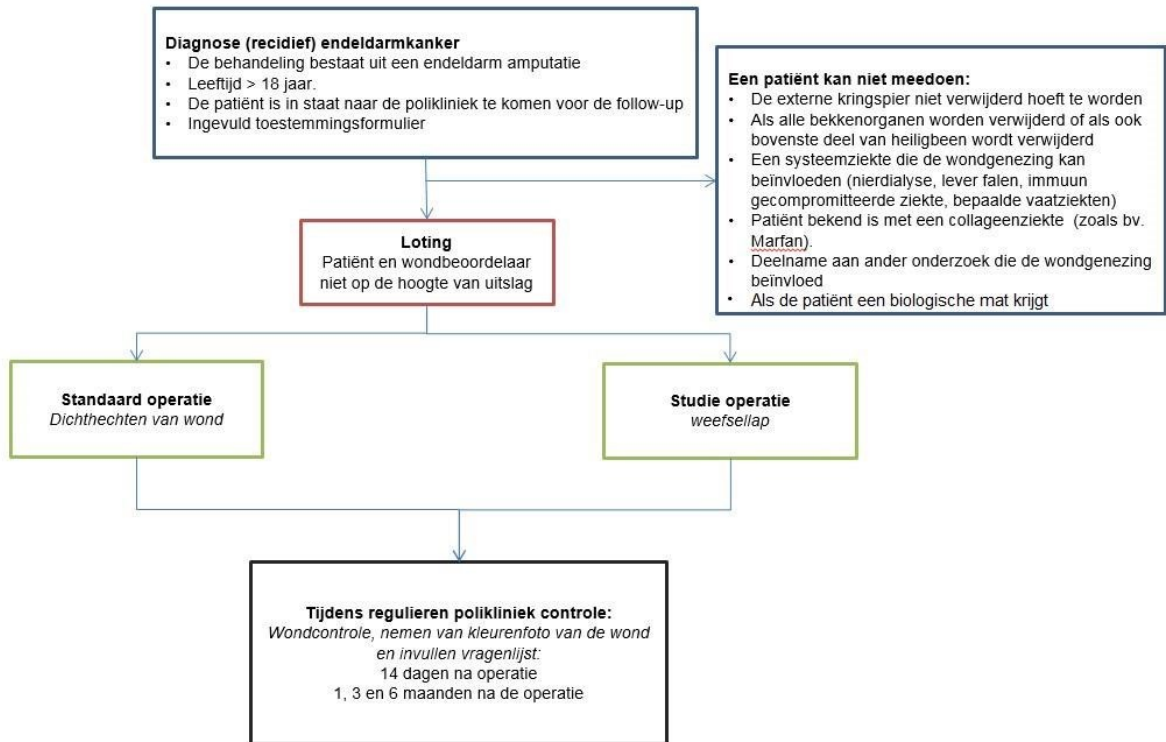 Diagnose (recidief) endeldarmkanker
• De behandeling bestaat uit een endeldarm amputatie
• Leeftijd > 18 jaar.
• De patiënt is in staat naar de polikliniek te komen voor de follow-up
• Ingevuld toestemmingsformulier
Een patiënt kan niet meedoen:
• De externe kringspier niet verwijderd hoeft te worden
• Als alle bekkenorganen worden verwijderd of als ook
bovenste deel van heiligbeen wordt verwijderd
• Een systeemziekte die de wondgenezing kan
beïnvloeden (nierdialyse, lever falen, immuun
gecompromitteerde ziekte, bepaalde vaatziekten)
• Patiënt bekend is met een collageenziekte (zoals bv.
Marfan).
• Deelname aan ander onderzoek die de wondgenezing
beïnvloed
• Als de patiënt een biologische mat krijgt
Loting
Patiënt en wondbeoordelaar
niet op de hoogte van uitslag
Standaard operatie
Dichthechten van wond
Studie operatie
weefsellap
Tijdens regulieren polikliniek controle:
Wondcontrole, nemen van kleurenfoto van de wond
en invullen vragenlijst:
14 dagen na operatie
1, 3 en 6 maanden na de operatie